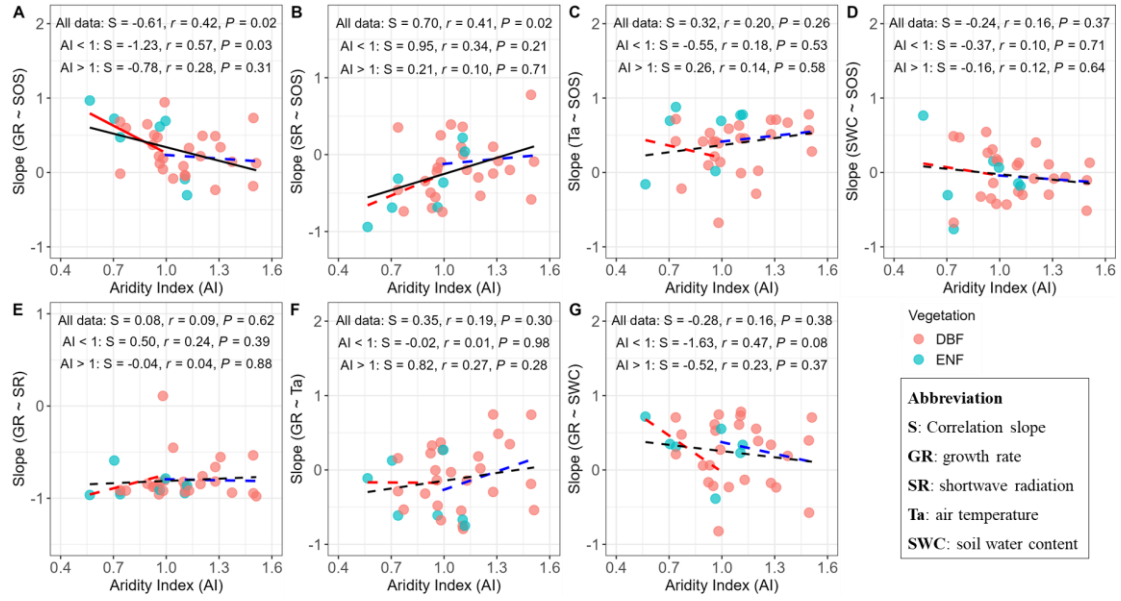 A
All data: S = -0.61, r = 0.42, P = 0.02
AI < 1: S = -1.23, r = 0.57, P = 0.03
AI > 1: S = -0.78, r = 0.28, P = 0.31
Slope (GR ~ SOS)
2
1
0
-1
0.4 0.7 1.0 1.3 1.6
Aridity Index (AI)
B
All data: S = 0.70, r = 0.41, P = 0.02
AI < 1: S = 0.95, r = 0.34, P = 0.21
AI > 1: S = 0.21, r = 0.10, P = 0.71
Slope (SR ~ SOS)
1
0
-1
0.4 0.7 1.0 1.3 1.6
Aridity Index (AI)
C
All data: S = 0.32, r = 0.20, P = 0.26
AI < 1: S = -0.55, r = 0.18, P = 0.53
AI > 1: S = 0.26, r = 0.14, P = 0.58
Slope (Ta ~ SOS)
2
1
0
-1
0.4 0.7 1.0 1.3 1.6
Aridity Index (AI)
D
All data: S = -0.24, r = 0.16, P = 0.37
AI < 1: S = -0.37, r = 0.10, P = 0.71
AI > 1: S = -0.16, r = 0.12, P = 0.64
Slope (SWC ~ SOS)
2
1
0
-1
0.4 0.7 1.0 1.3 1.6
Aridity Index (AI)
E
All data: S = 0.08, r = 0.09, P = 0.62
AI < 1: S = 0.50, r = 0.24, P = 0.39
AI > 1: S = -0.04, r = 0.04, P = 0.88
Slope (GR ~ SR)
1
0
-1
0.4 0.7 1.0 1.3 1.6
Aridity Index (AI)
F
All data: S = 0.35, r = 0.19, P = 0.30
AI < 1: S = -0.02, r = 0.01, P = 0.98
AI > 1: S = 0.82, r = 0.27, P = 0.28
Slope (GR ~ Ta)
2
1
0
-1
0.4 0.7 1.0 1.3 1.6
Aridity Index (AI)
G
All data: S = -0.28, r = 0.16, P = 0.38
AI < 1: S = -1.63, r = 0.47, P = 0.08
AI > 1: S = -0.52, r = 0.23, P = 0.37
Slope (GR ~ SWC)
2
1
0
-1
0.4 0.7 1.0 1.3 1.6
Aridity Index (AI)
Vegetation
DBF
ENF
Abbreviation
S: Correlation slope
GR: growth rate
SR: shortwave radiation
Ta: air temperature
SWC: soil water content